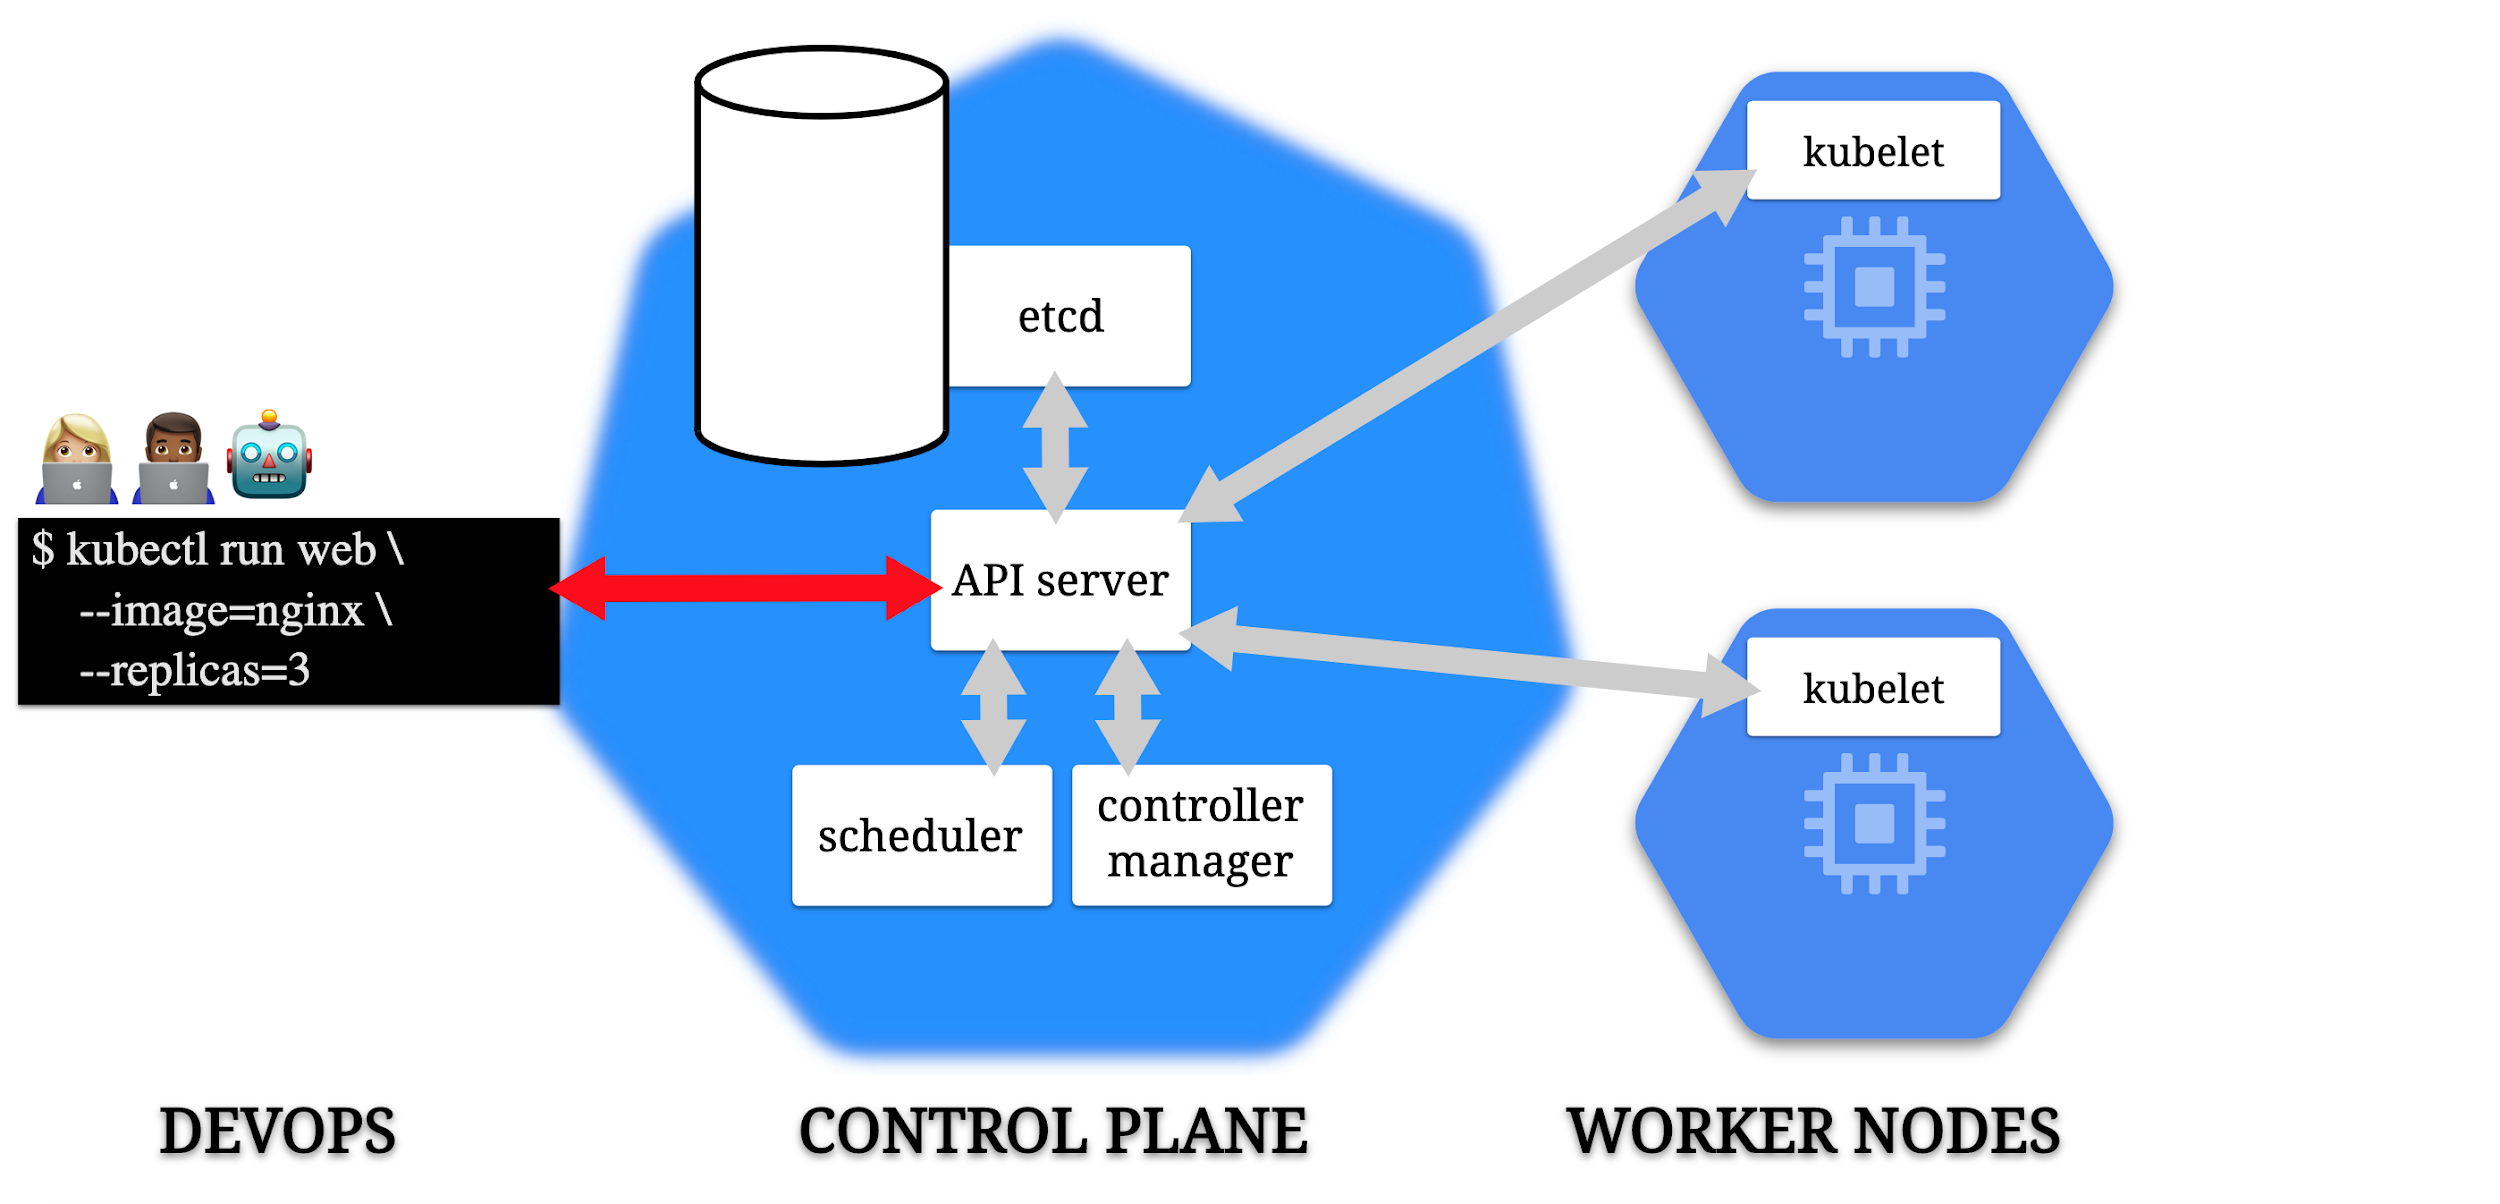 $ kubectl run web \
--image=nginx \
--replicas=3
etcd
API server
scheduler
controller
manager
kubelet
kubelet
DEVOPS
CONTROL PLANE
WORKER NODES